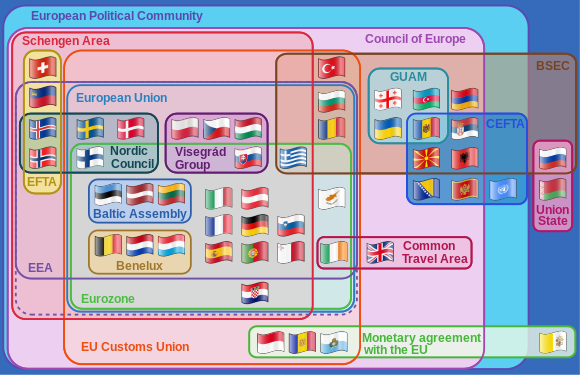 European Political Community
Schengen Area
Council of Europe
BSEC
GUAM
European Union
CEFTA
Nordic
Council
Visegrád
Group
EFTA
Baltic Assembly
Union
State
Common
Travel Area
Benelux
EEA
Eurozone
EU Customs Union
Monetary agreement
with the EU